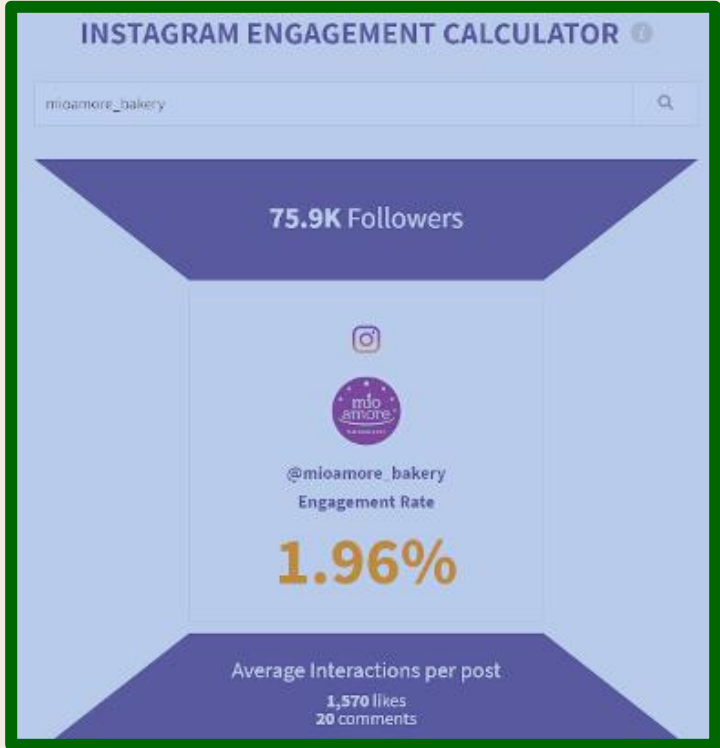 INSTAGRAM ENGAGEMENT CALCULATOR
mioamore_bakery
75.9K Followers
mio
amore
@mioamore_bakery
Engagement Rate
1.96%
Average Interactions per post
1,570 likes
20 comments